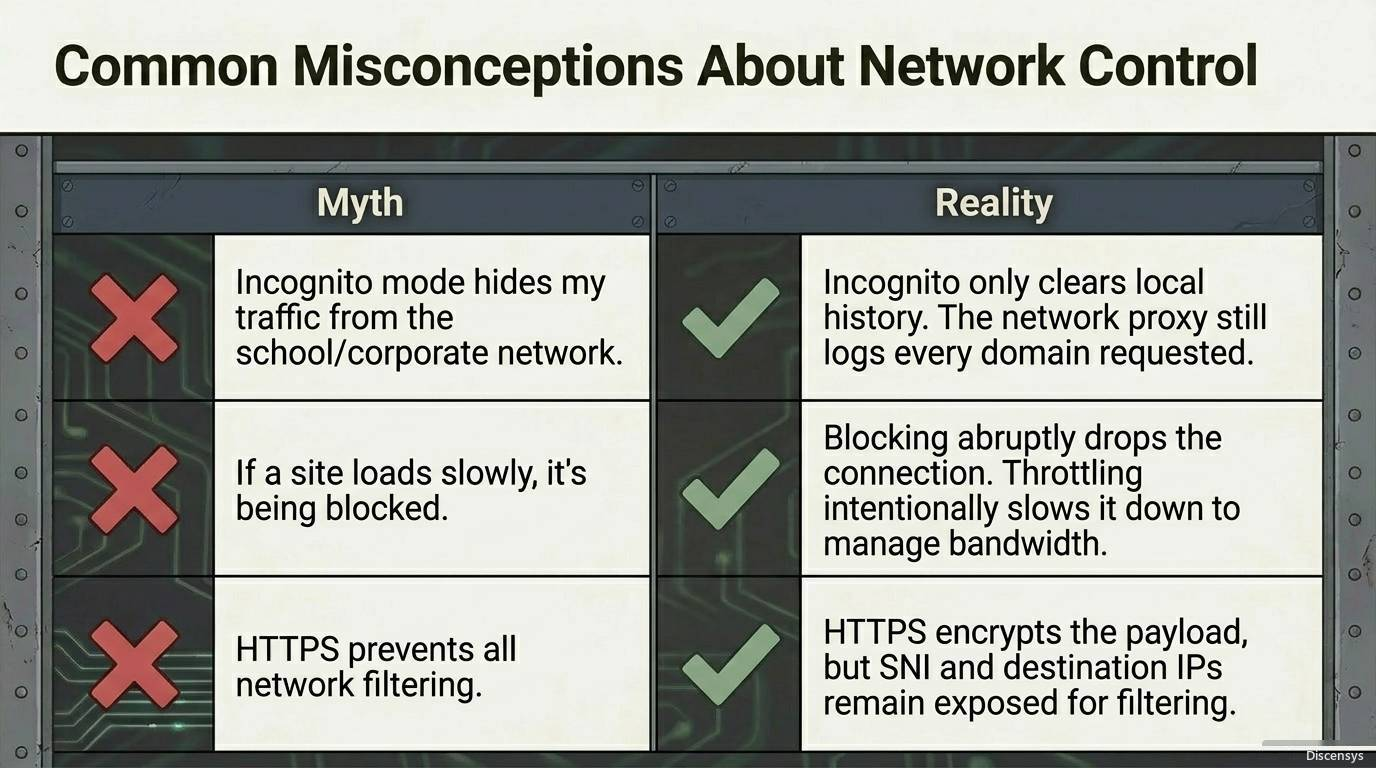 Common Misconceptions About Network Control
Myth
Reality
Incognito mode hides my
traffic from the
school/corporate network.
Incognito only clears local
history. The network proxy still
logs every domain requested.
If a site loads slowly, it's
being blocked.
Blocking abruptly drops the
connection. Throttling
intentionally slows it down to
manage bandwidth.
HTTPS prevents all
network filtering.
HTTPS encrypts the payload,
but SNI and destination IPs
remain exposed for filtering.
Discensys